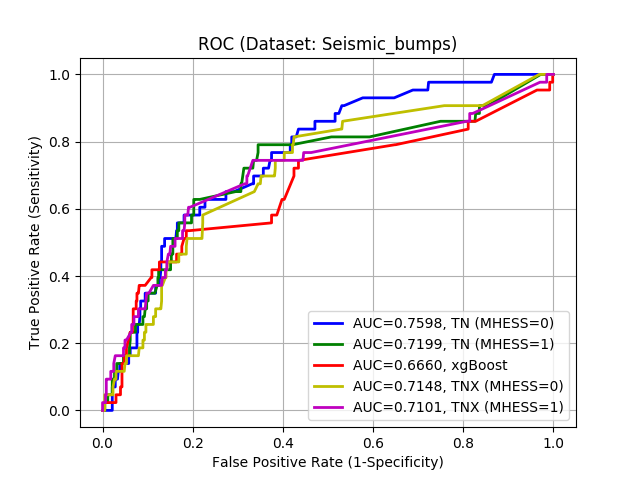 ROC (Dataset: Seismic_bumps)
True Positive Rate (Sensitivity)
1.0
0.8
0.6
0.4
0.2
0.0
AUC=0.7598, TN (MHESS=0)
AUC=0.7199, TN (MHESS=1)
AUC=0.6660, xgBoost
AUC=0.7148, TNX (MHESS=0)
AUC=0.7101, TNX (MHESS=1)
0.0 0.2 0.4 0.6 0.8 1.0
False Positive Rate (1-Specificity)